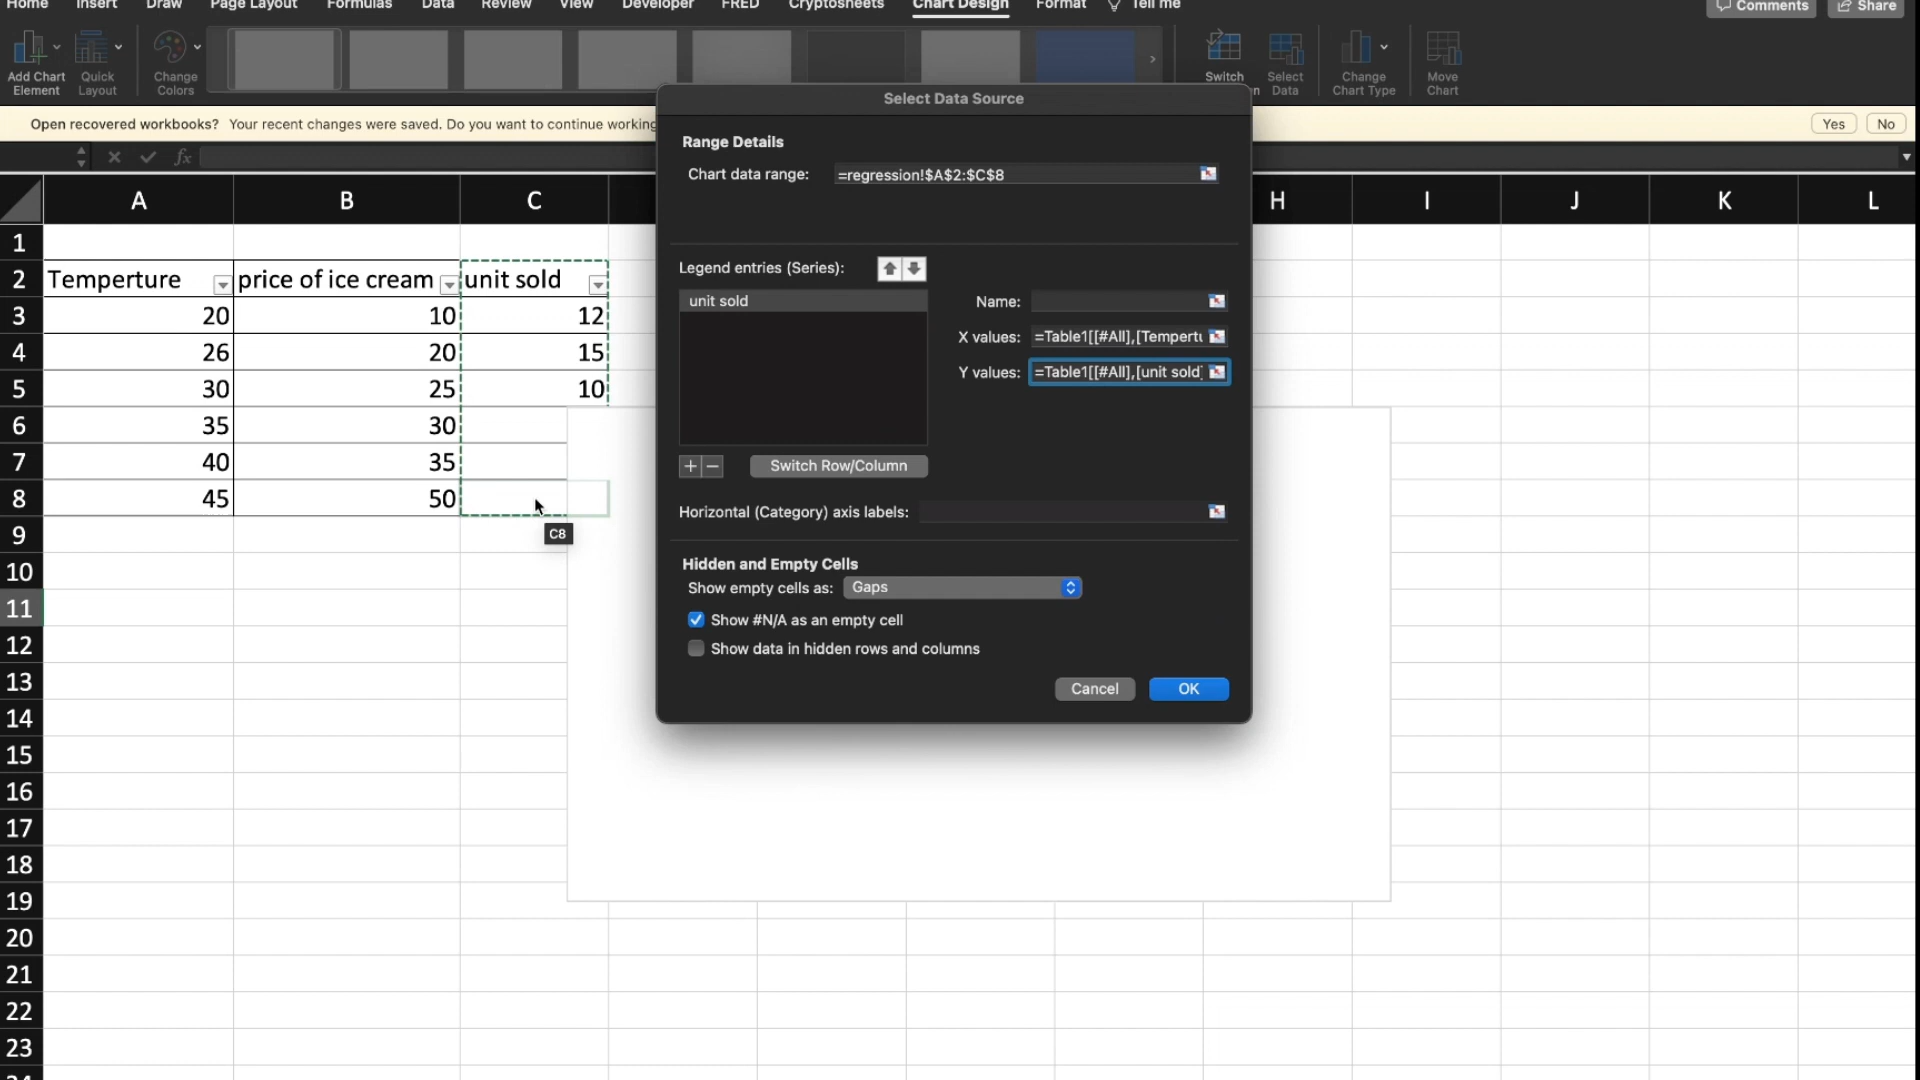 Home Insert Draw Page Layout Formulas Data Review View Developer FRED Cryptosheets Chart Design Format Tell me Comments Share
Add Chart Element
Quick Layout
Change Colors
Switch
Select Data
Change Chart Type
Move Chart
Open recovered workbooks? Your recent changes were saved. Do you want to continue working
Yes No
fx
A B C H I J K L
1
2 Temperture price of ice cream unit sold
3 20 10 12
4 26 20 15
5 30 25 10
6 35 30
7 40 35
8 45 50
C8
9
10
11
12
13
14
15
16
17
18
19
20
21
22
23
Select Data Source
Range Details
Chart data range: =regression!$A$2:$C$8
Legend entries (Series):
unit sold
Name:
X values: =Table1[[#All],[Tempertu
Y values: =Table1[[#All],[unit sold]
+ − Switch Row/Column
Horizontal (Category) axis labels:
Hidden and Empty Cells
Show empty cells as: Gaps
Show #N/A as an empty cell
Show data in hidden rows and columns
Cancel OK